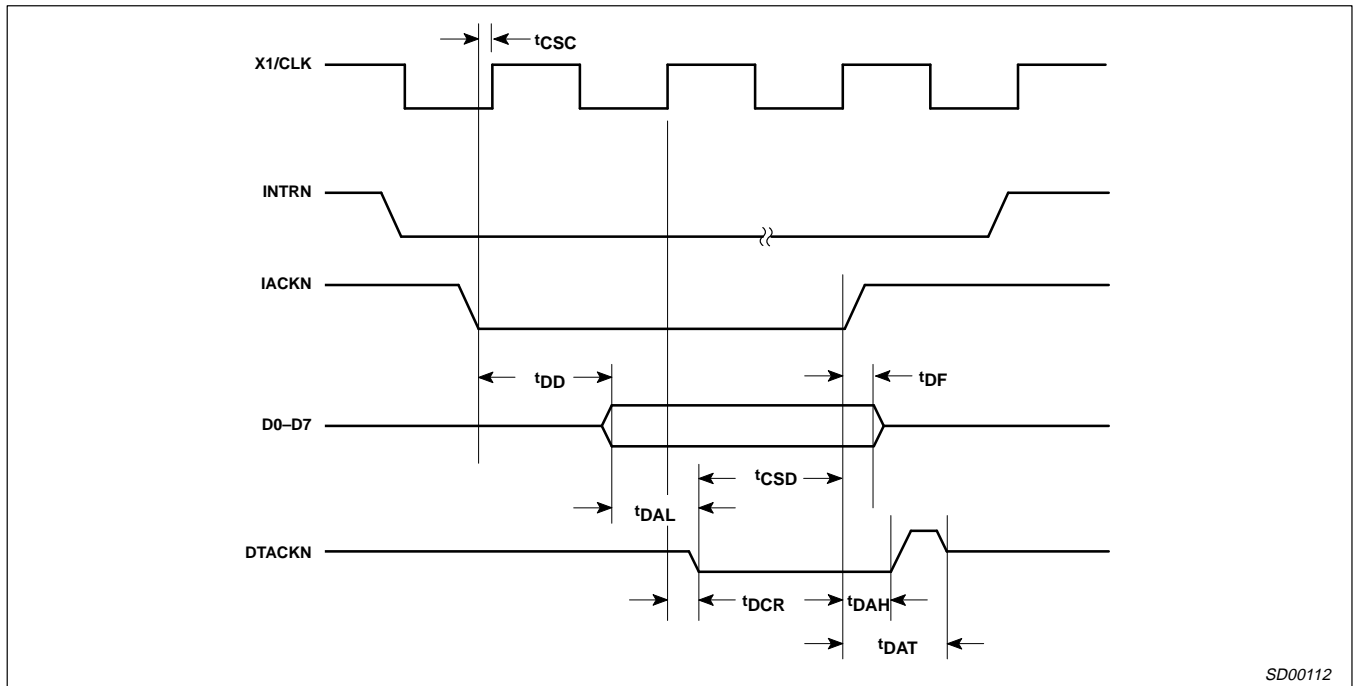 tCSC
X1/CLK
INTRN
IACKN
tDD
tDF
D0–D7
tCSD
tDAL
DTACKN
tDCR
tDAH
tDAT
SD00112